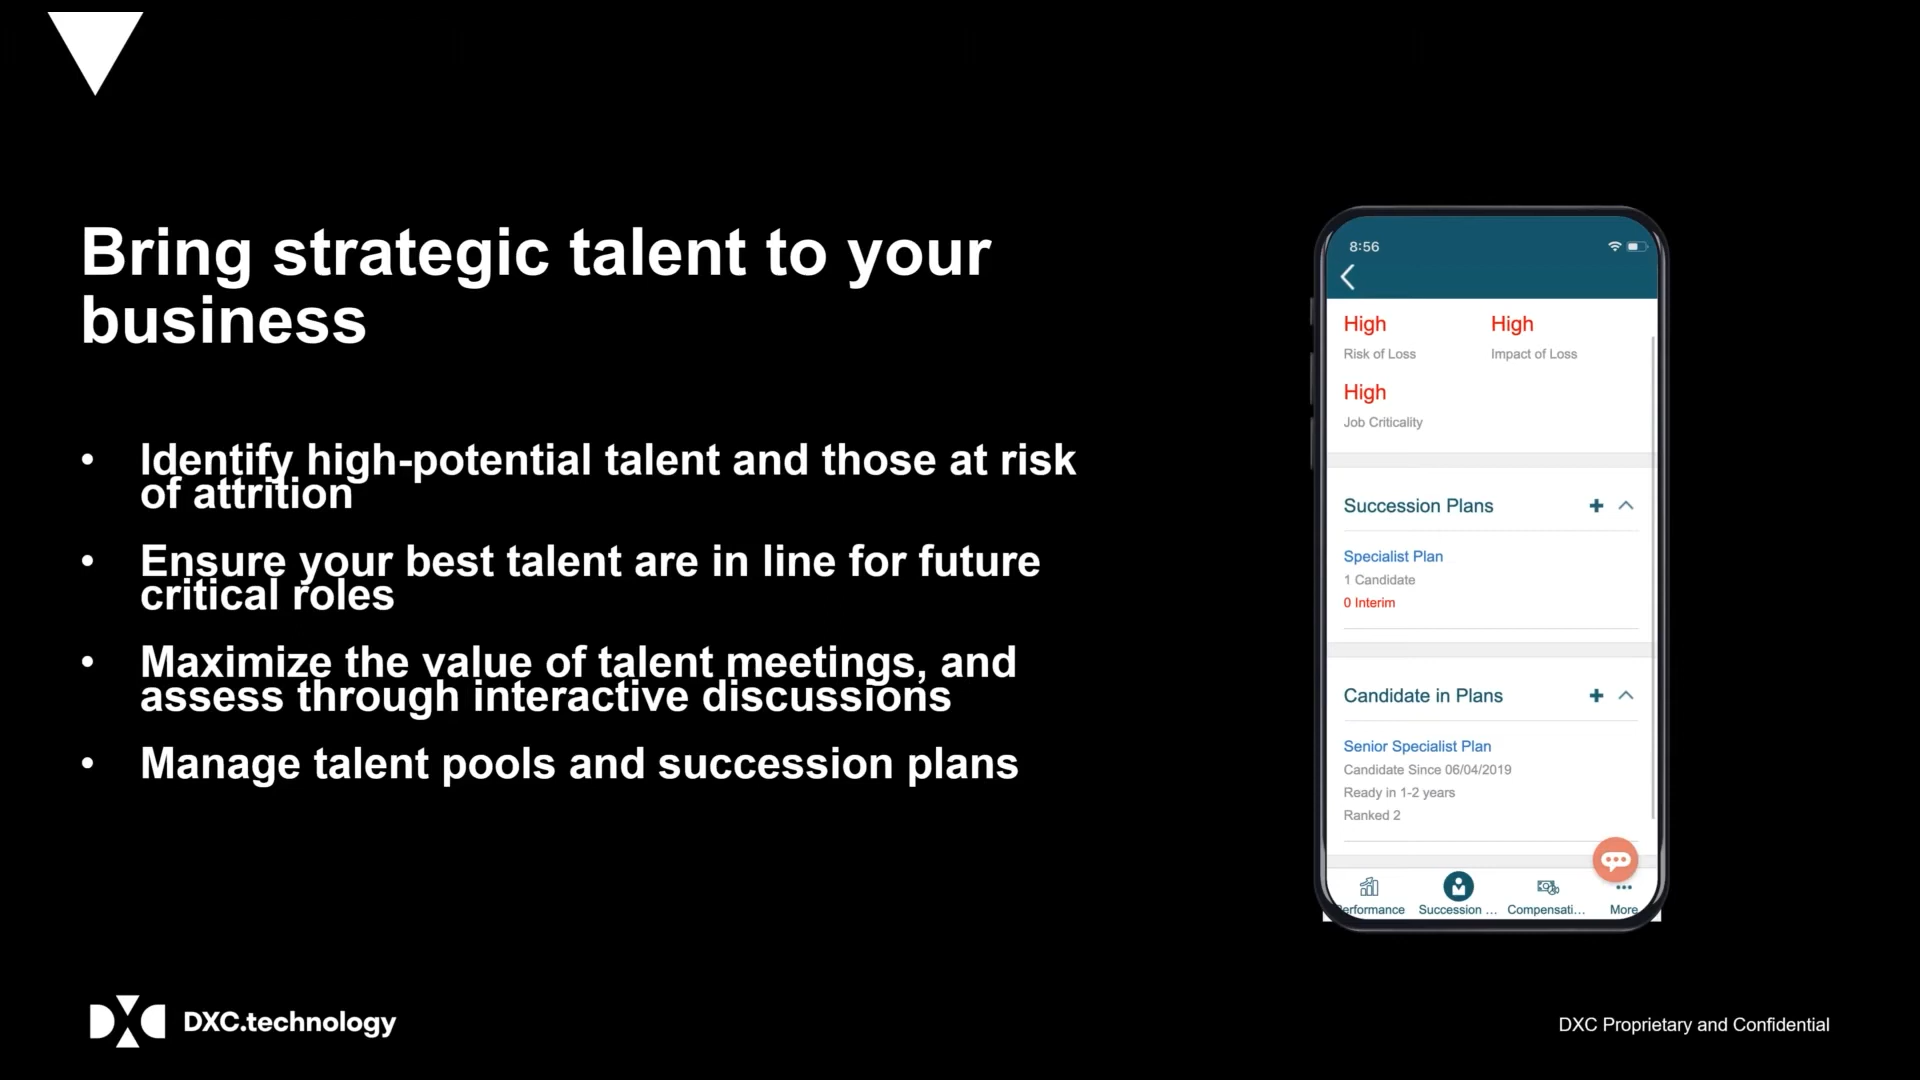 Bring strategic talent to your
business
• Identify high-potential talent and those at risk
of attrition
• Ensure your best talent are in line for future
critical roles
• Maximize the value of talent meetings, and
assess through interactive discussions
• Manage talent pools and succession plans
8:56
High High
Risk of Loss Impact of Loss
High
Job Criticality
Succession Plans
Specialist Plan
1 Candidate
0 Interim
Candidate in Plans
Senior Specialist Plan
Candidate Since 06/04/2019
Ready in 1-2 years
Ranked 2
erformance Succession ... Compensati... More
DXC DXC.technology
DXC Proprietary and Confidential